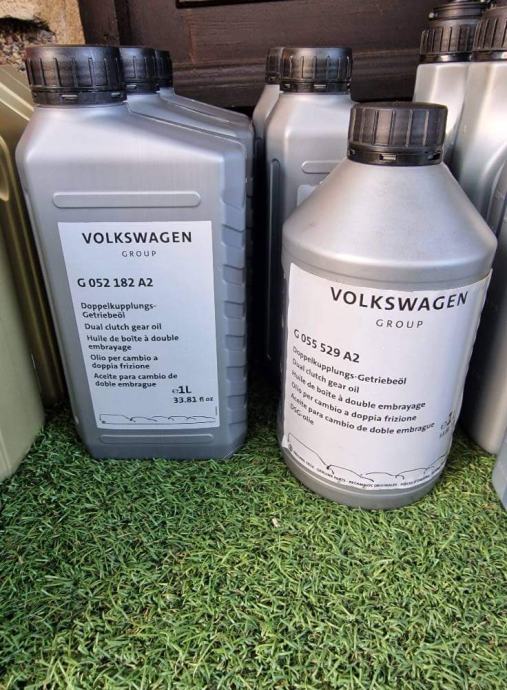 VOLKSWAGEN
GROUP
G 052 182 A2
Doppelkupplungs-
Getriebeöl
Dual clutch gear oil
Huile de boîte à double
embrayage
Olio per cambio a
doppia frizione
Aceite para cambio de
doble embrague
℮1L
33.81 fl oz
VOLKSWAGEN
GROUP
G 055 529 A2
Doppelkupplungs-Getriebeöl
Dual clutch gear oil
Huile de boîte à double embrayage
Olio per cambio a doppia frizione
Aceite para cambio de doble embrague
DSG-olie